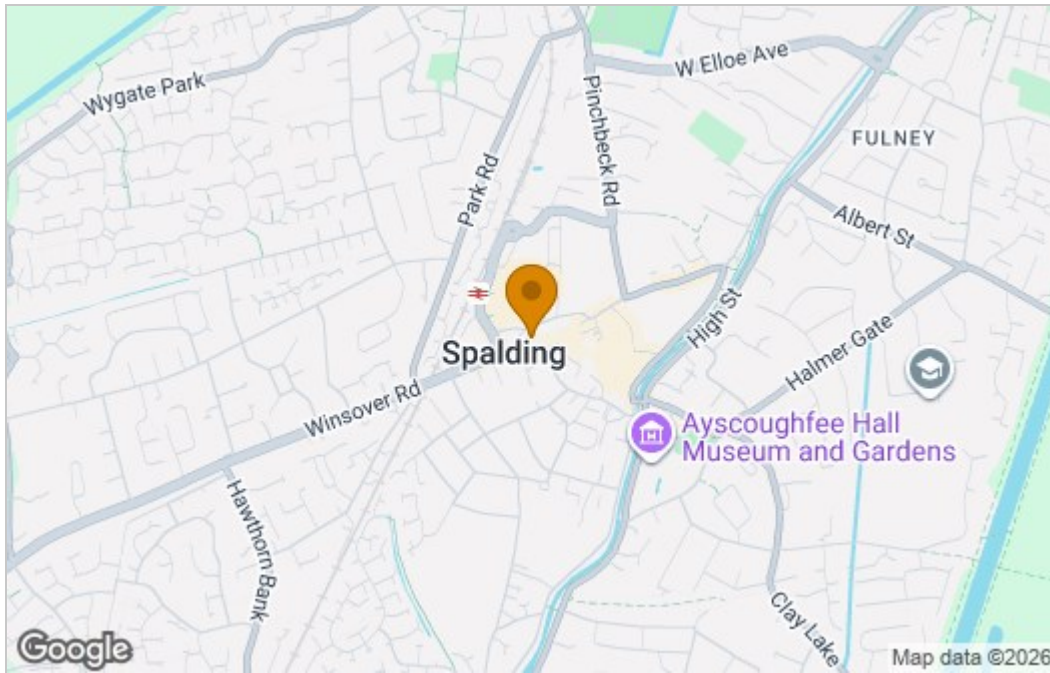 W Elloe Ave
Wygate Park
Pinchbeck Rd
FULNEY
Park Rd
Albert St
High St
Spalding
Halmer Gate
Winsover Rd
Ayscoughfee Hall
Museum and Gardens
Hawthorn Bank
Clay Lake
Google
Map data ©2026